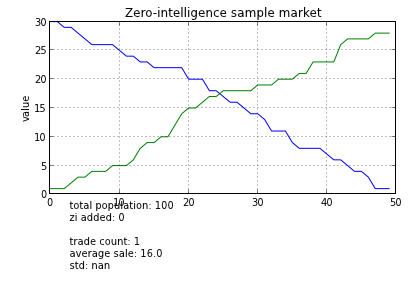 Zero-intelligence sample market
30
25
20
15
10
5
0
value
0 10 20 30 40 50
total population: 100
zi added: 0
trade count: 1
average sale: 16.0
std: nan